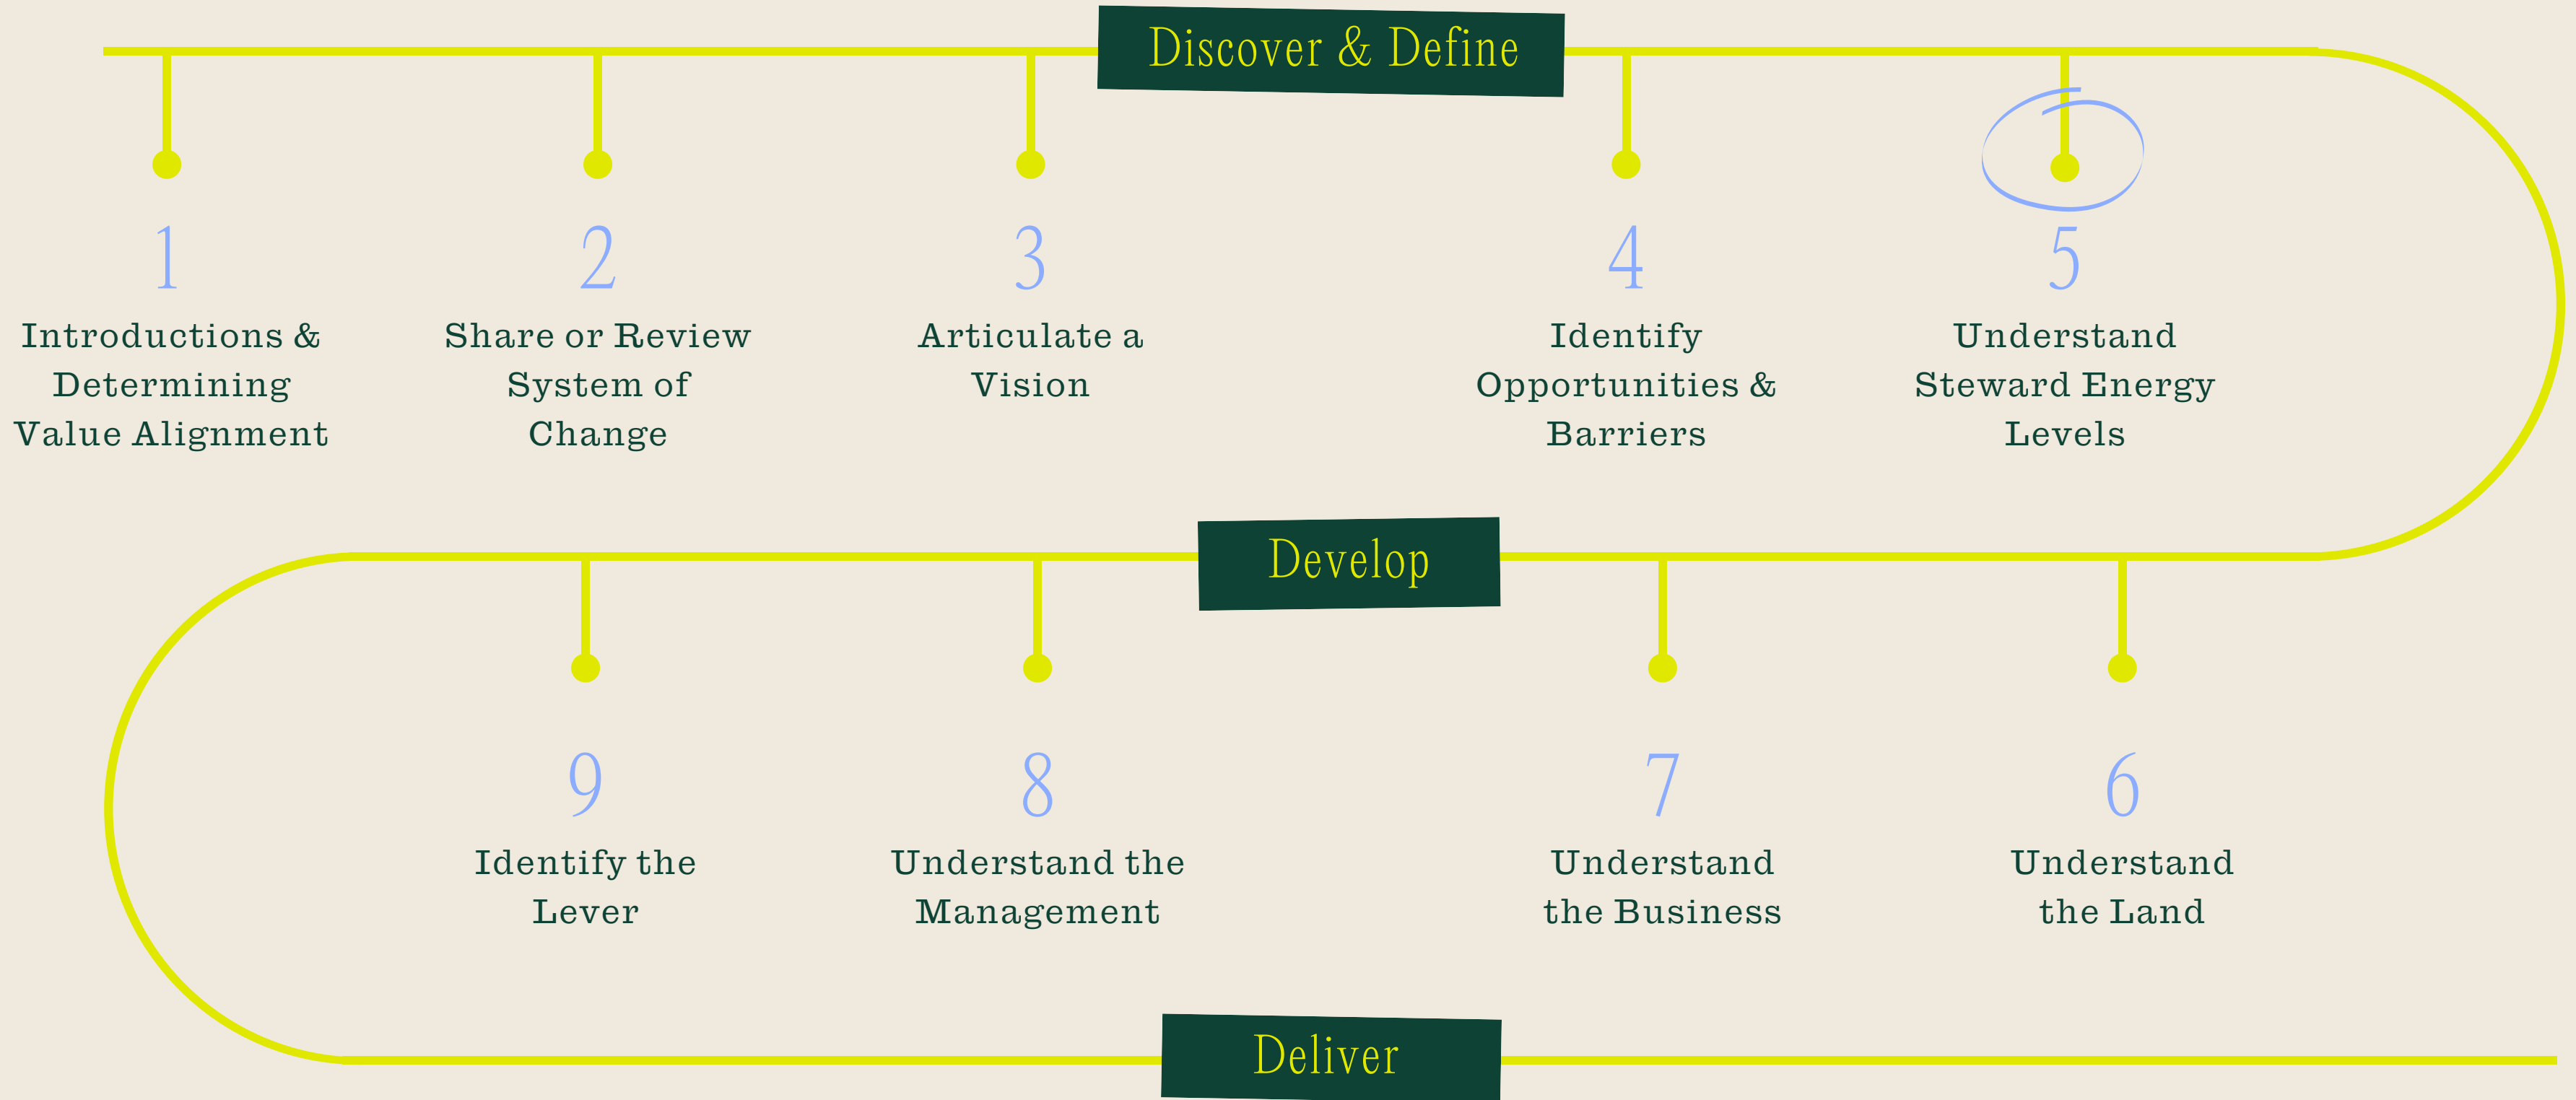 Discover & Define
1
Introductions &
Determining
Value Alignment
2
Share or Review
System of
Change
3
Articulate a
Vision
4
Identify
Opportunities &
Barriers
5
Understand
Steward Energy
Levels
Develop
6
Understand
the Land
7
Understand
the Business
8
Understand the
Management
9
Identify the
Lever
Deliver